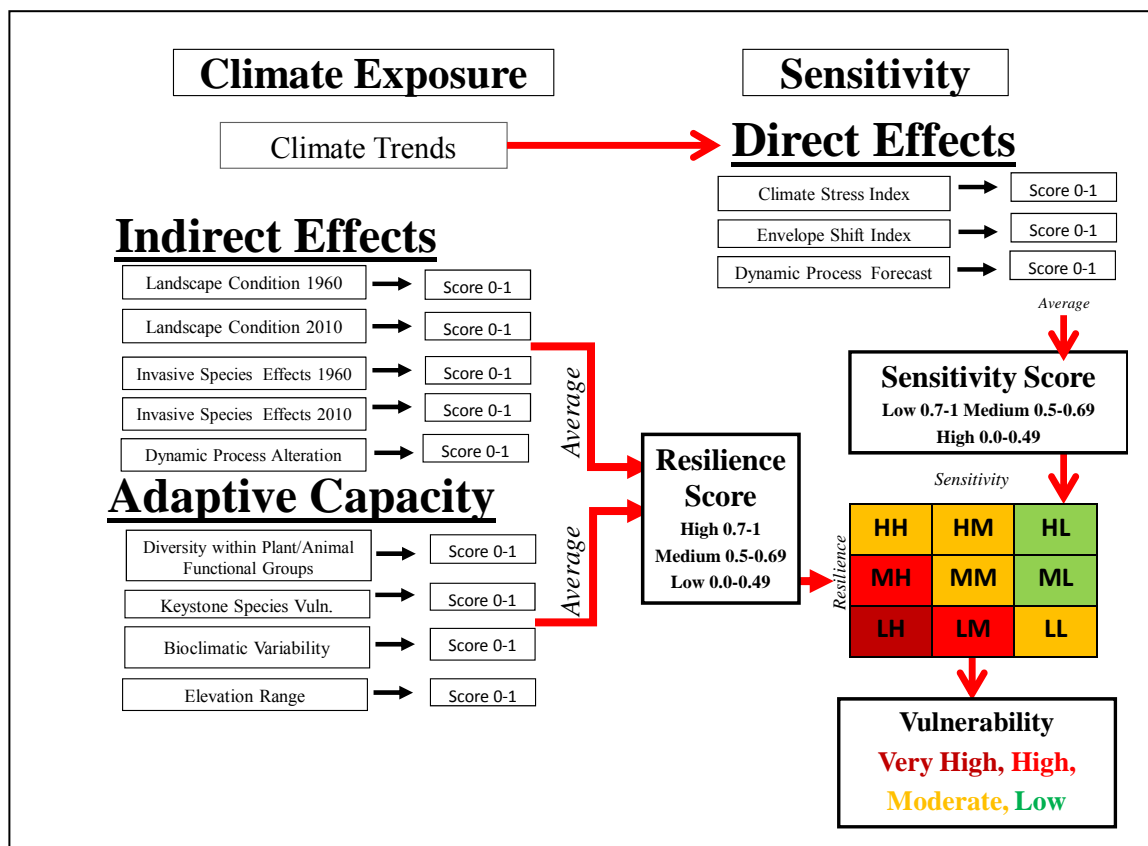 Climate Exposure
Sensitivity
Climate Trends
Direct Effects
Climate Stress Index
Score 0-1
Envelope Shift Index
Score 0-1
Dynamic Process Forecast
Score 0-1
Average
Indirect Effects
Landscape Condition 1960
Score 0-1
Landscape Condition 2010
Score 0-1
Invasive Species Effects 1960
Score 0-1
Invasive Species Effects 2010
Score 0-1
Dynamic Process Alteration
Score 0-1
Average
Adaptive Capacity
Diversity within Plant/Animal
Functional Groups
Score 0-1
Keystone Species Vuln.
Score 0-1
Bioclimatic Variability
Score 0-1
Elevation Range
Score 0-1
Average
Resilience
Score
High 0.7-1
Medium 0.5-0.69
Low 0.0-0.49
Sensitivity Score
Low 0.7-1 Medium 0.5-0.69
High 0.0-0.49
Sensitivity
Resilience
HH HM HL
MH MM ML
LH LM LL
Vulnerability
Very High, High,
Moderate, Low